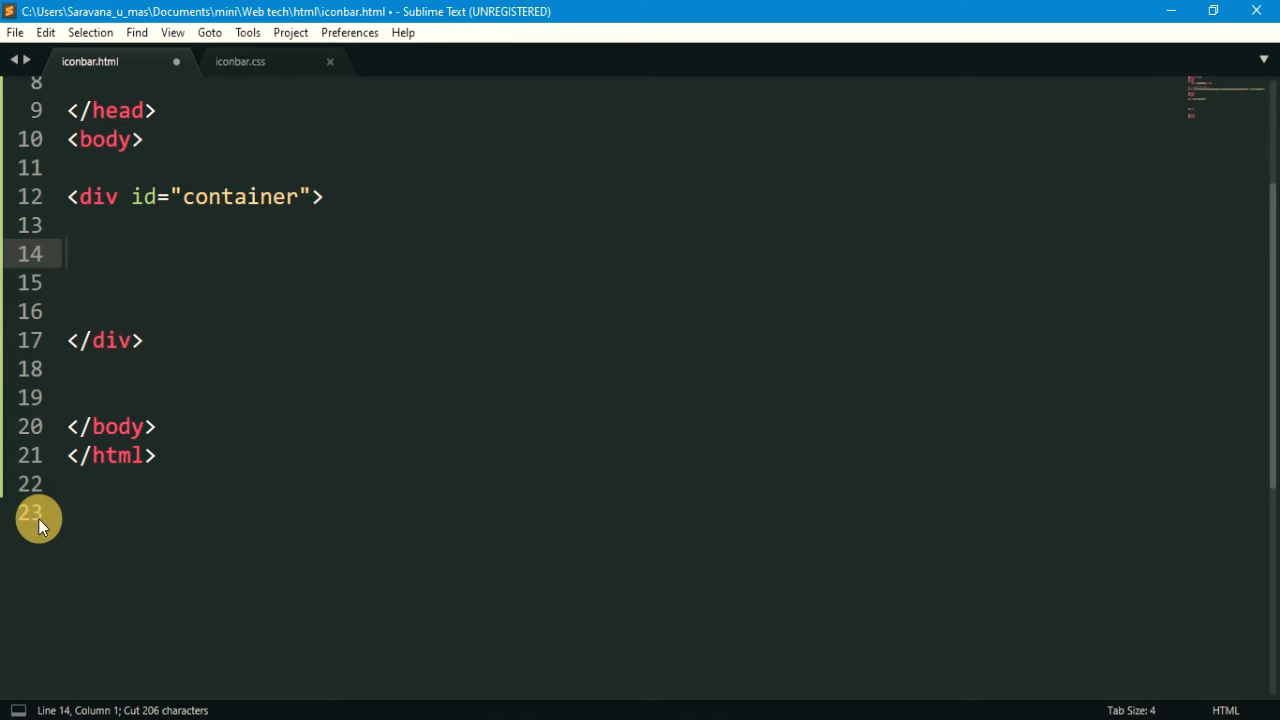 C:\Users\Saravana_u_mas\Documents\mini\Web tech\html\iconbar.html • - Sublime Text (UNREGISTERED)
File Edit Selection Find View Goto Tools Project Preferences Help
iconbar.html iconbar.css
8
9 </head>
10 <body>
11
12 <div id="container">
13
14
15
16
17 </div>
18
19
20 </body>
21 </html>
22
23
Line 14, Column 1; Cut 206 characters Tab Size: 4 HTML